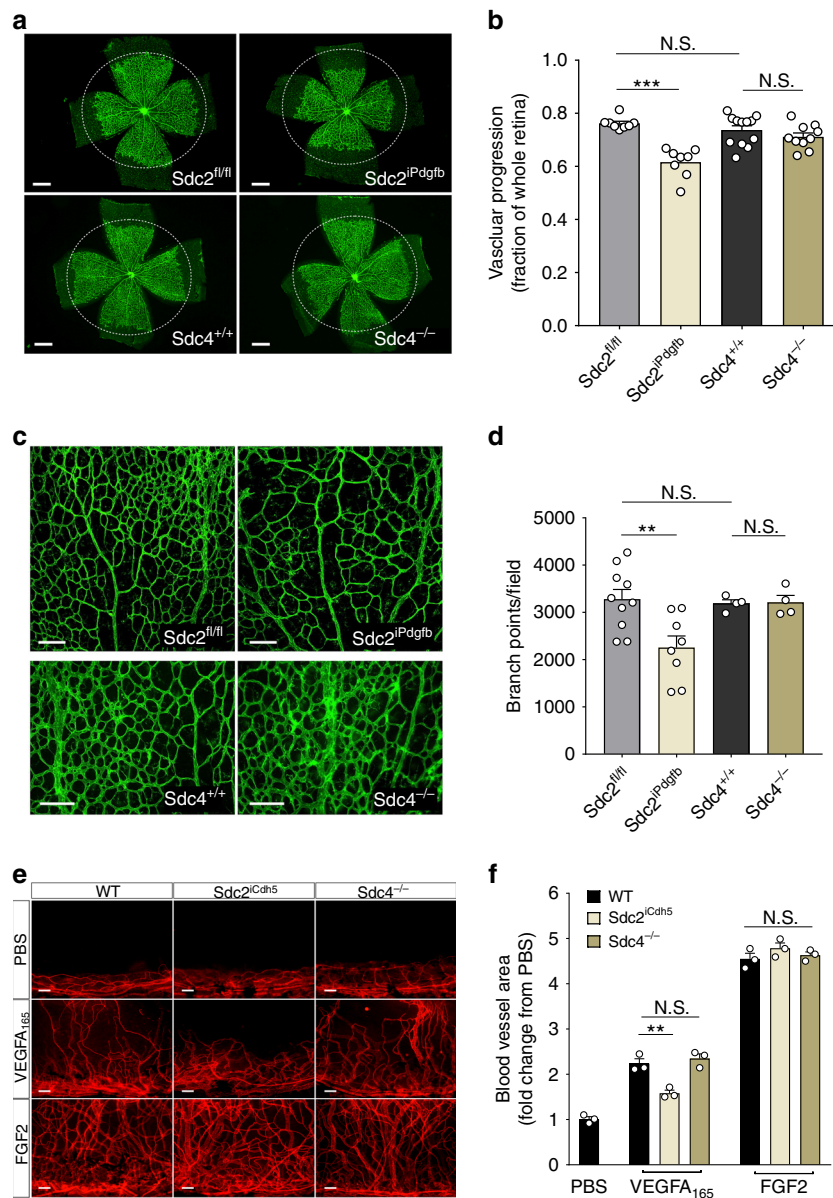 a
Sdc2fl/fl
Sdc2iPdgfb
Sdc4+/+
Sdc4–/–
b
N.S.
***
N.S.
1.0
0.8
0.6
0.4
0.2
0.0
Vascluar progression
(fraction of whole retina)
Sdc2fl/fl
Sdc2iPdgfb
Sdc4+/+
Sdc4–/–
c
Sdc2fl/fl
Sdc2iPdgfb
Sdc4+/+
Sdc4–/–
d
N.S.
**
N.S.
5000
4000
3000
2000
1000
0
Branch points/field
Sdc2fl/fl
Sdc2iPdgfb
Sdc4+/+
Sdc4–/–
e
WT
Sdc2iCdh5
Sdc4–/–
PBS
VEGFA165
FGF2
f
WT
Sdc2iCdh5
Sdc4–/–
N.S.
N.S.
**
6
5
4
3
2
1
0
Blood vessel area
(fold change from PBS)
PBS
VEGFA165
FGF2